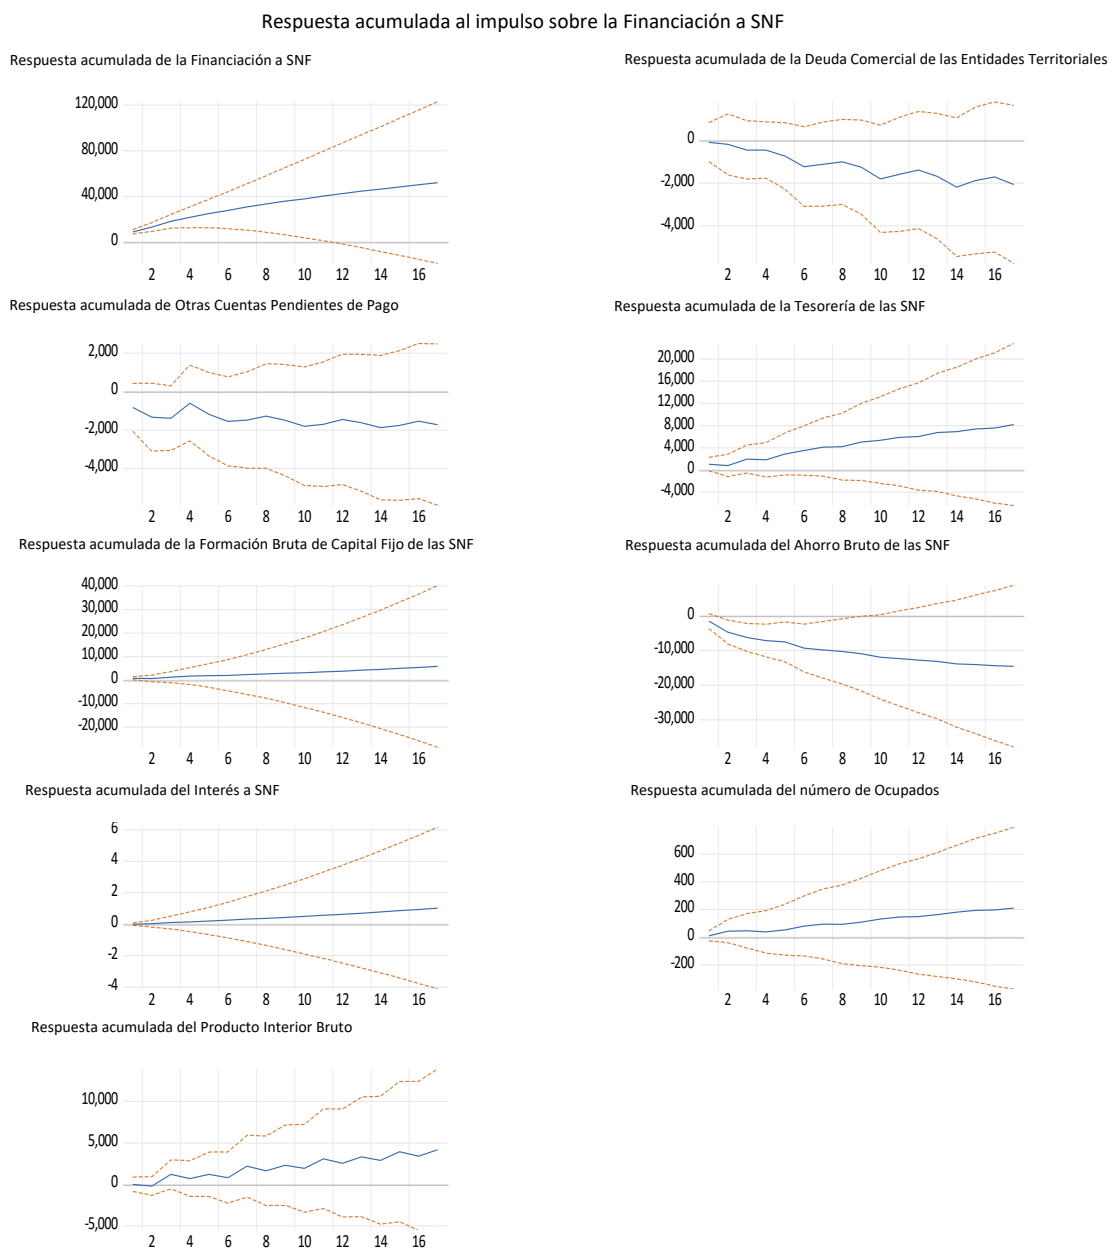 Respuesta acumulada al impulso sobre la Financiación a SNF
Respuesta acumulada de la Financiación a SNF
120,000
80,000
40,000
0
2 4 6 8 10 12 14 16
Respuesta acumulada de la Deuda Comercial de las Entidades Territoriales
0
-2,000
-4,000
2 4 6 8 10 12 14 16
Respuesta acumulada de Otras Cuentas Pendientes de Pago
2,000
0
-2,000
-4,000
2 4 6 8 10 12 14 16
Respuesta acumulada de la Tesorería de las SNF
20,000
16,000
12,000
8,000
4,000
0
-4,000
2 4 6 8 10 12 14 16
Respuesta acumulada de la Formación Bruta de Capital Fijo de las SNF
40,000
30,000
20,000
10,000
0
-10,000
-20,000
2 4 6 8 10 12 14 16
Respuesta acumulada del Ahorro Bruto de las SNF
0
-10,000
-20,000
-30,000
2 4 6 8 10 12 14 16
Respuesta acumulada del Interés a SNF
6
4
2
0
-2
-4
2 4 6 8 10 12 14 16
Respuesta acumulada del número de Ocupados
600
400
200
0
-200
2 4 6 8 10 12 14 16
Respuesta acumulada del Producto Interior Bruto
10,000
5,000
0
-5,000
2 4 6 8 10 12 14 16